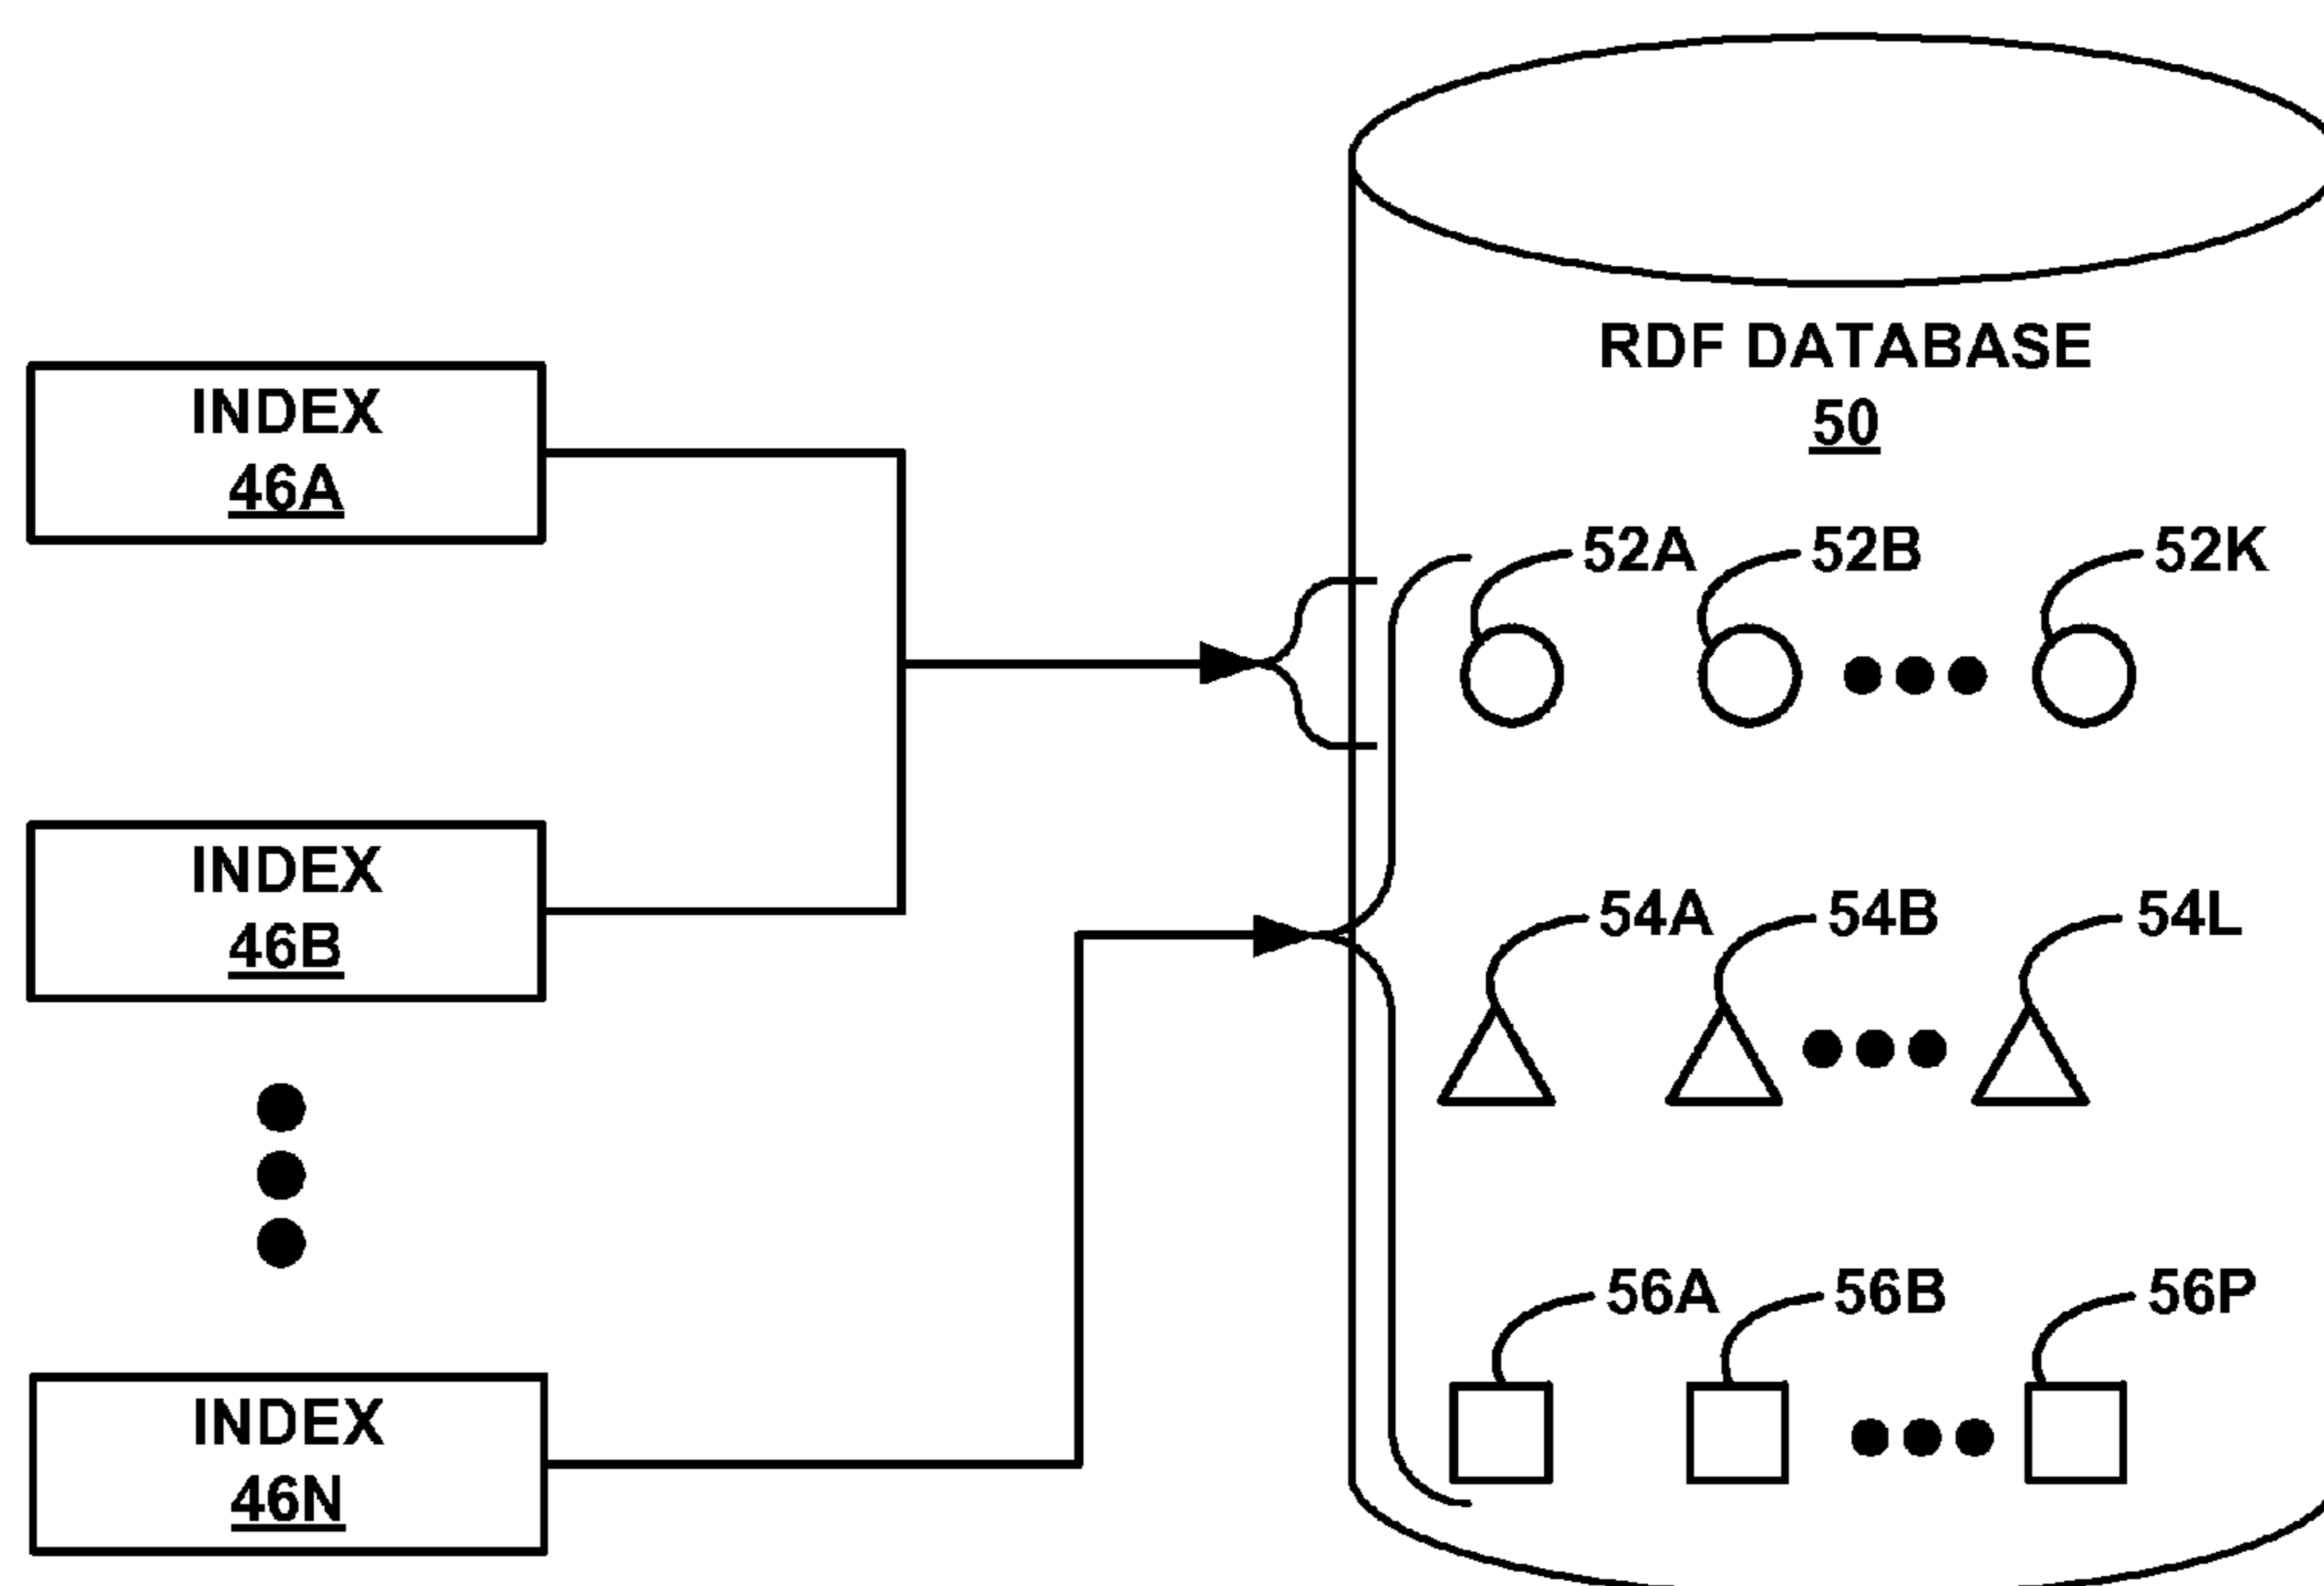 RDF DATABASE
50
INDEX
46A
52A 52B 52K
INDEX
46B
54A 54B 54L
56A 56B 56P
INDEX
46N